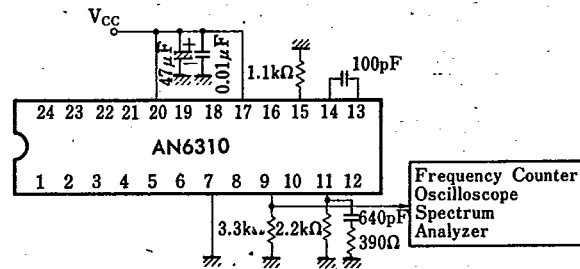 VCC
47μF
0.01μF
1.1kΩ
100pF
24 23 22 21 20 19 18 17 16 15 14 13
AN6310
1 2 3 4 5 6 7 8 9 10 11 12
3.3kΩ
2.2kΩ
640pF
390Ω
Frequency Counter
Oscilloscope
Spectrum
Analyzer